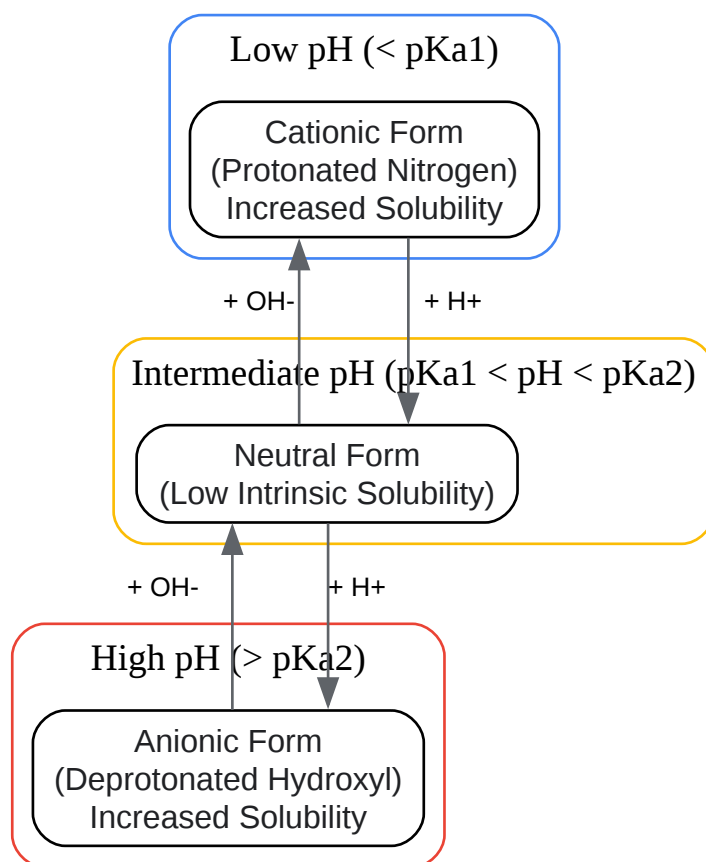 Low pH (< pKa1)
Cationic Form
(Protonated Nitrogen)
Increased Solubility
+ OH-
+ H+
Intermediate pH (pKa1 < pH < pKa2)
Neutral Form
(Low Intrinsic Solubility)
+ OH-
+ H+
High pH (> pKa2)
Anionic Form
(Deprotonated Hydroxyl)
Increased Solubility